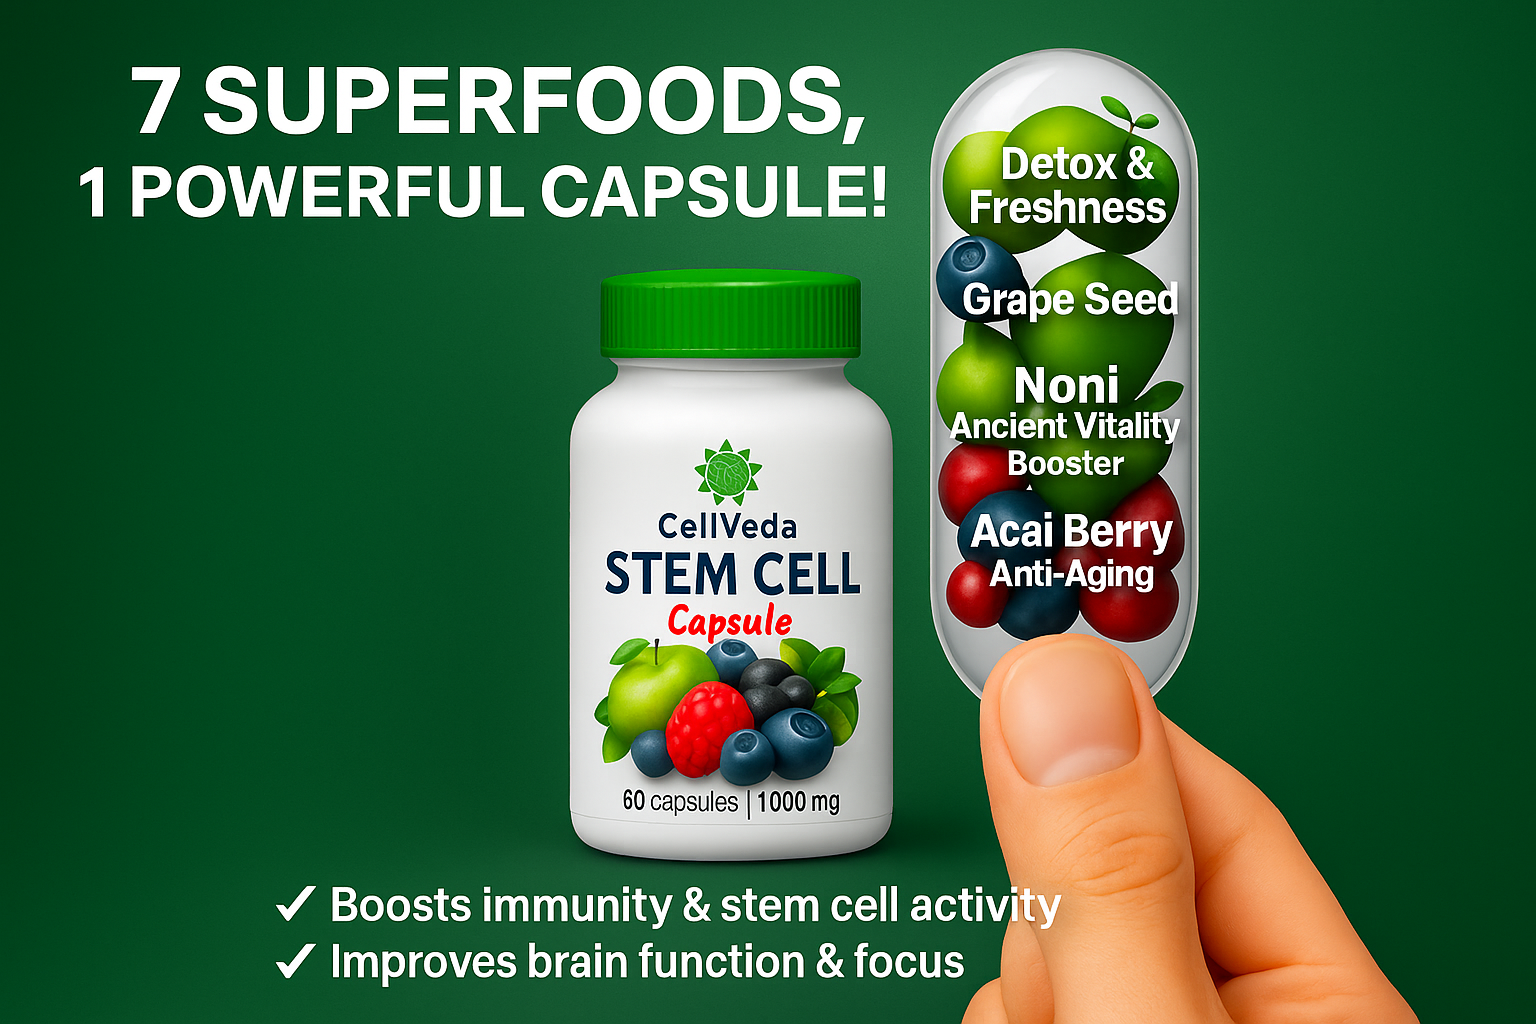 7 SUPERFOODS,
1 POWERFUL CAPSULE!
Detox &
Freshness
Grape Seed
Noni
Ancient Vitality
Booster
Acai Berry
Anti-Aging
CellVeda
STEM CELL
Capsule
60 capsules | 1000 mg
✓ Boosts immunity & stem cell activity
✓ Improves brain function & focus